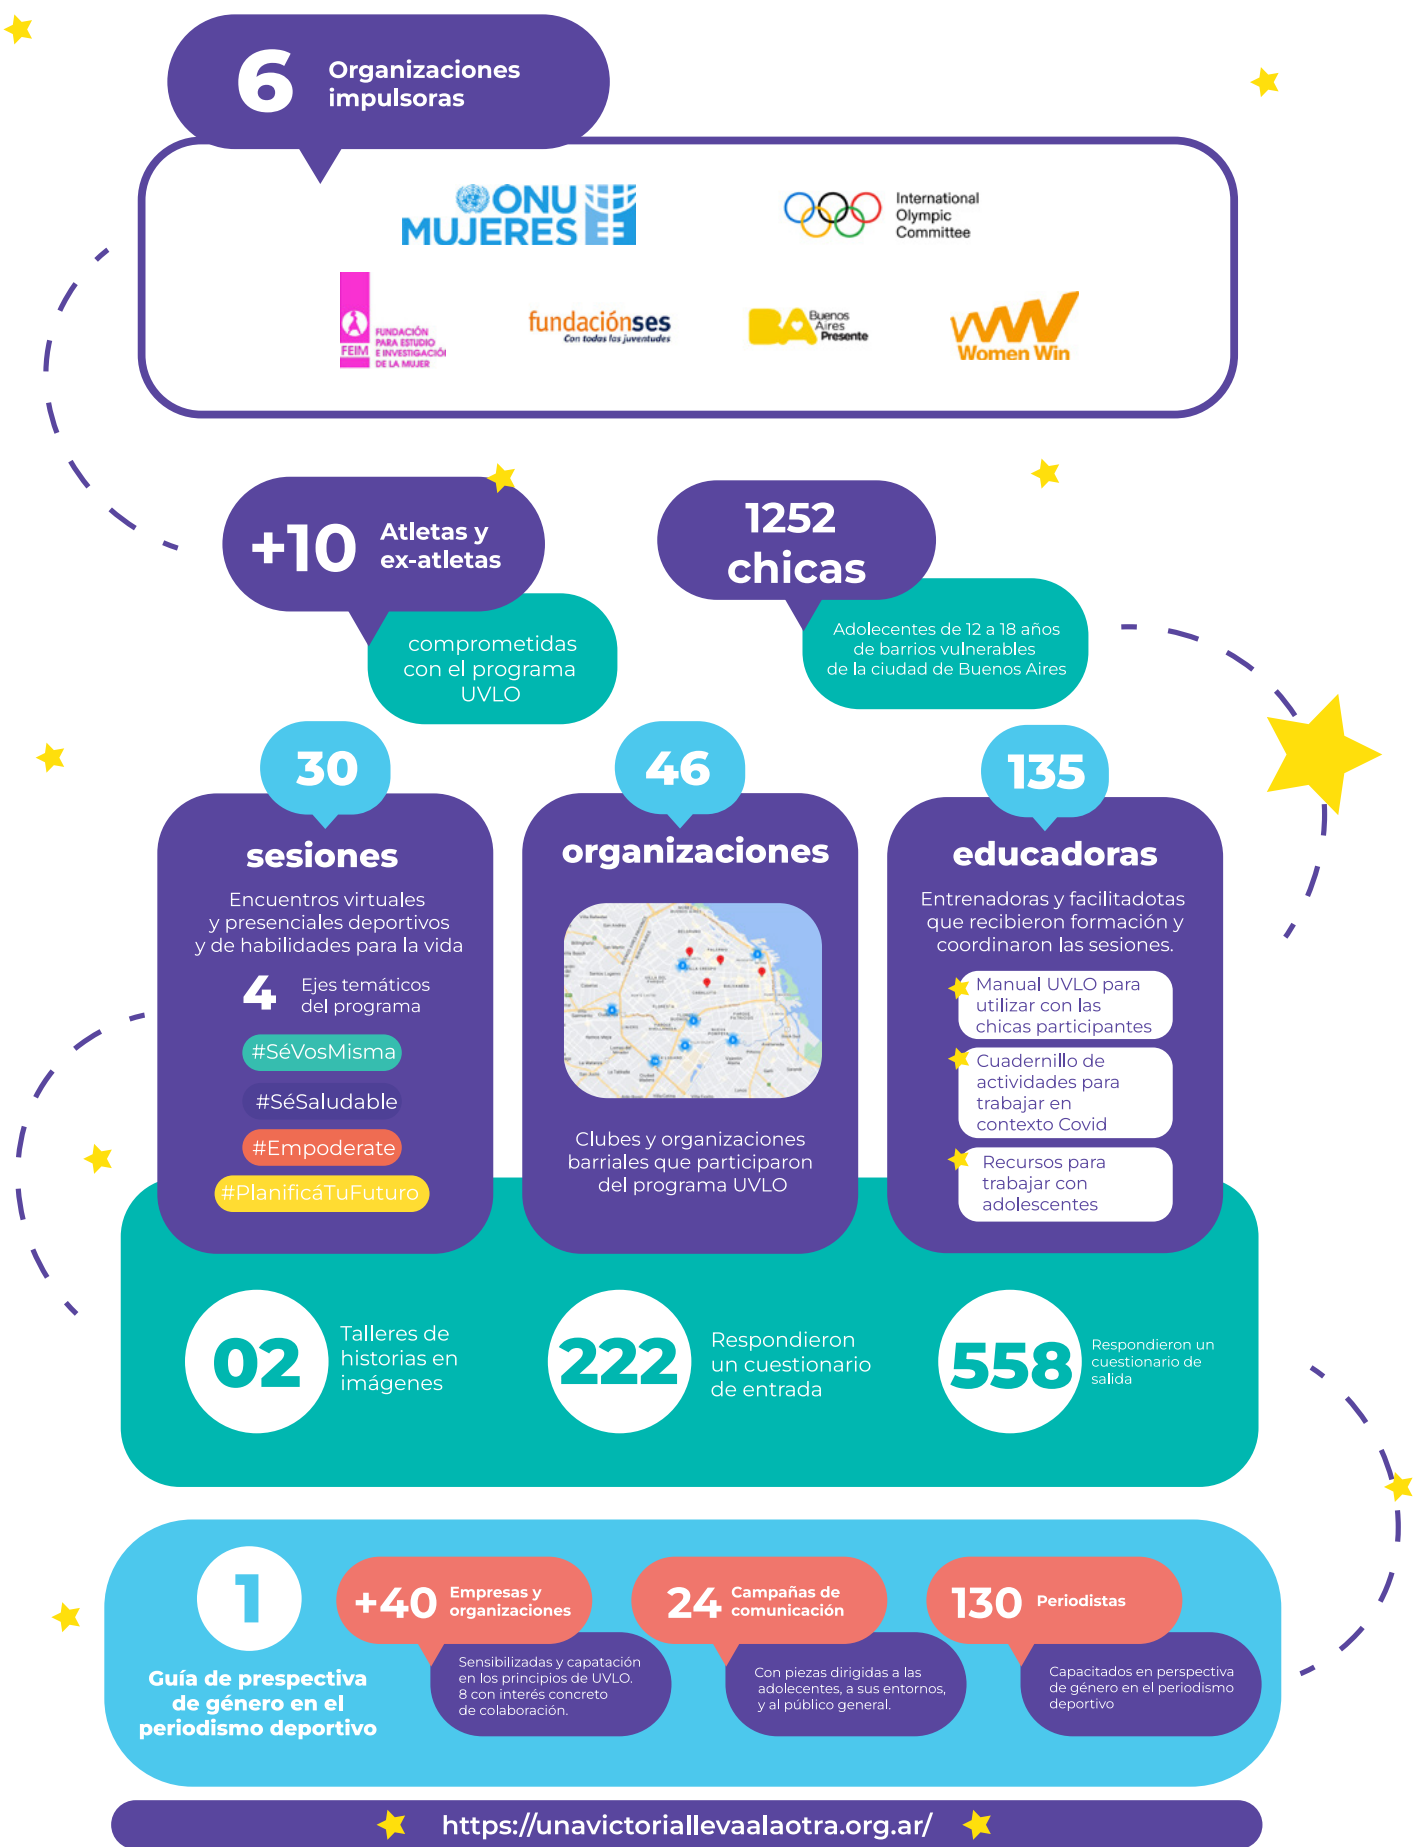 6
Organizaciones
impulsoras
ONU
MUJERES
International
Olympic
Committee
FEIM
FUNDACIÓN
PARA ESTUDIO
E INVESTIGACIÓN
DE LA MUJER
fundaciónses
Con todas las juventudes
BA
Buenos
Aires
Presente
Women Win
+10
Atletas y
ex-atletas
comprometidas
con el programa
UVLO
1252
chicas
Adolecentes de 12 a 18 años
de barrios vulnerables
de la ciudad de Buenos Aires
30
sesiones
Encuentros virtuales
y presenciales deportivos
y de habilidades para la vida
4
Ejes temáticos
del programa
#SéVosMisma
#SéSaludable
#Empoderate
#PlanificáTuFuturo
46
organizaciones
Clubes y organizaciones
barriales que participaron
del programa UVLO
135
educadoras
Entrenadoras y facilitadotas
que recibieron formación y
coordinaron las sesiones.
Manual UVLO para
utilizar con las
chicas participantes
Cuadernillo de
actividades para
trabajar en
contexto Covid
Recursos para
trabajar con
adolescentes
02
Talleres de
historias en
imágenes
222
Respondieron
un cuestionario
de entrada
558
Respondieron un
cuestionario de
salida
1
Guía de prespectiva
de género en el
periodismo deportivo
+40
Empresas y
organizaciones
Sensibilizadas y capatación
en los principios de UVLO.
8 con interés concreto
de colaboración.
24
Campañas de
comunicación
Con piezas dirigidas a las
adolecentes, a sus entornos,
y al público general.
130
Periodistas
Capacitados en perspectiva
de género en el periodismo
deportivo
https://unavictoriallevaalaotra.org.ar/